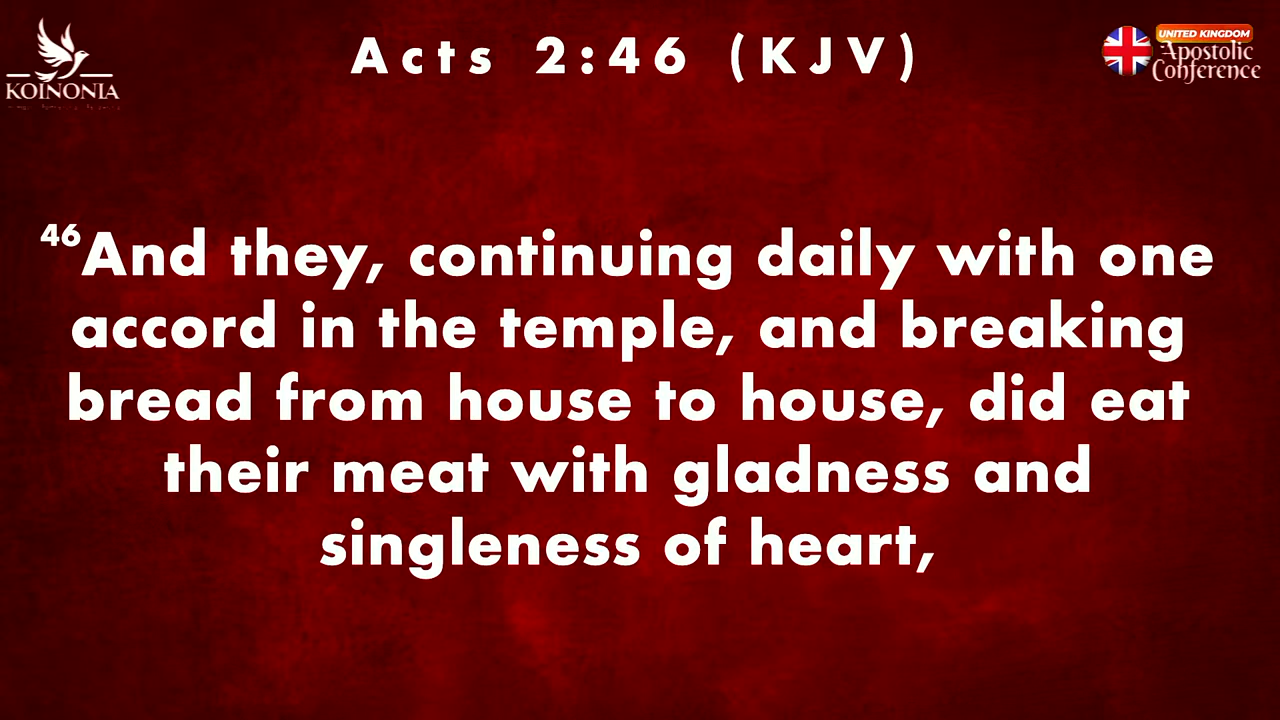 Acts 2:46 (KJV)
KOINONIA
UNITED KINGDOM
Apostolic
Conference
46And they, continuing daily with one
accord in the temple, and breaking
bread from house to house, did eat
their meat with gladness and
singleness of heart,